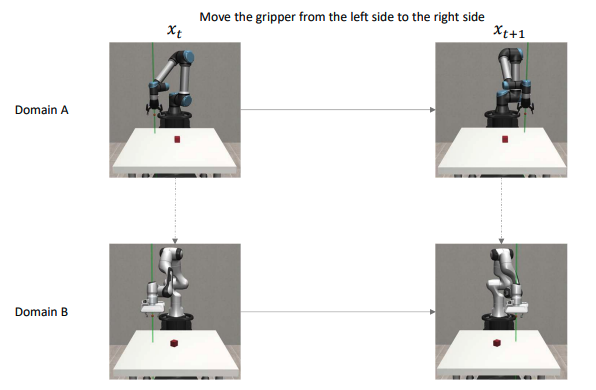 Move the gripper from the left side to the right side
x_t
x_{t+1}
Domain A
Domain B